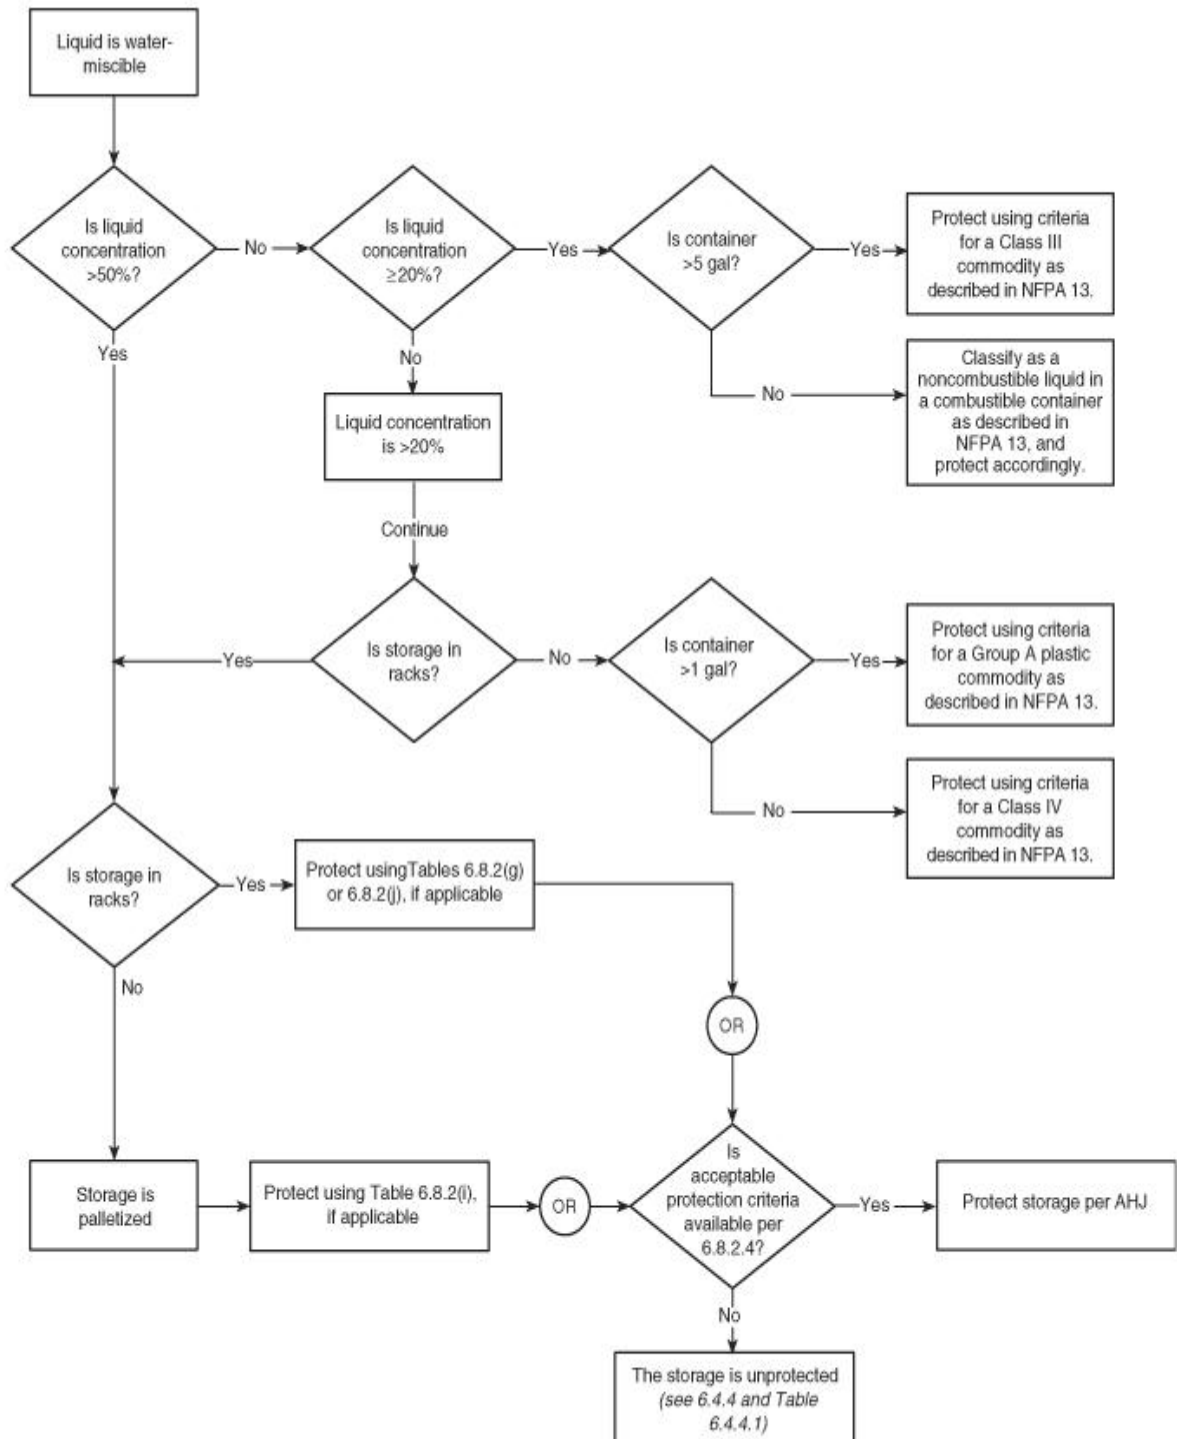 Liquid is water-
miscible
Is liquid
concentration
>50%?
No
Is liquid
concentration
≥20%?
Yes
Is container
>5 gal?
Yes
Protect using criteria
for a Class III
commodity as
described in NFPA 13.
Yes
No
No
Classify as a
noncombustible liquid in
a combustible container
as described in
NFPA 13, and
protect accordingly.
Liquid concentration
is >20%
Continue
Yes
Is storage in
racks?
No
Is container
>1 gal?
Yes
Protect using criteria
for a Group A plastic
commodity as
described in NFPA 13.
No
Protect using criteria
for a Class IV
commodity as
described in NFPA 13.
Is storage in
racks?
Yes
Protect usingTables 6.8.2(g)
or 6.8.2(j), if applicable
No
OR
Storage is
palletized
Protect using Table 6.8.2(i),
if applicable
OR
Is
acceptable
protection criteria
available per
6.8.2.4?
Yes
Protect storage per AHJ
No
The storage is unprotected
(see 6.4.4 and Table
6.4.4.1)